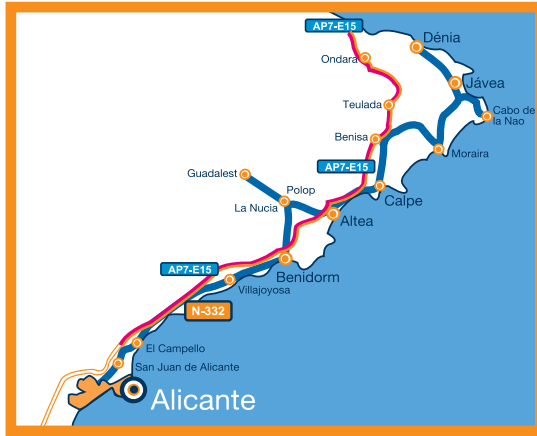 AP7-E15
Dénia
Ondara
Jávea
Teulada
Cabo de
la Nao
Benisa
Moraira
AP7-E15
Guadalest
Polop
Calpe
La Nucia
Altea
AP7-E15
Benidorm
Villajoyosa
N-332
El Campello
San Juan de Alicante
Alicante